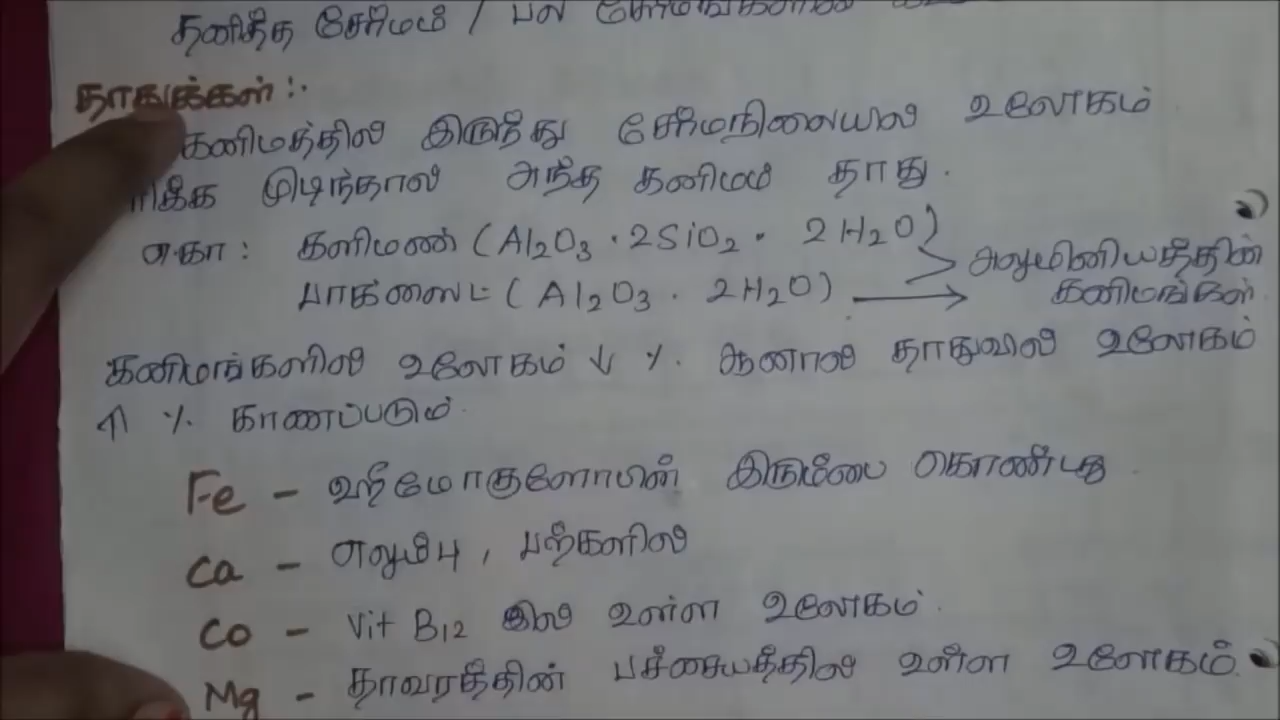 தனித்த சேர்மம் / பல சேர்மங்களின்
தாதுக்கள் :-
கனிமத்தில் இருந்து சேர்மநிலையில் உலோகம்
முடிந்தால் அந்த கனிமம் தாது.
எ.கா : களிமண் (Al₂O₃ · 2SiO₂ · 2H₂O)
பாக்ஸைட் (Al₂O₃ · 2H₂O) → அலுமினியத்தின் கனிமங்கள்.
கனிமங்களில் உலோகம் ↓ %. ஆனால் தாதுவில் உலோகம்
↑ % காணப்படும்.
Fe - ஹீமோகுளோபின் இரும்பை கொண்டது.
Ca - எலும்பு, பற்களில்
Co - Vit B₁₂ இல் உள்ள உலோகம்.
Mg - தாவரத்தின் பச்சையத்தில் உள்ள உலோகம்.